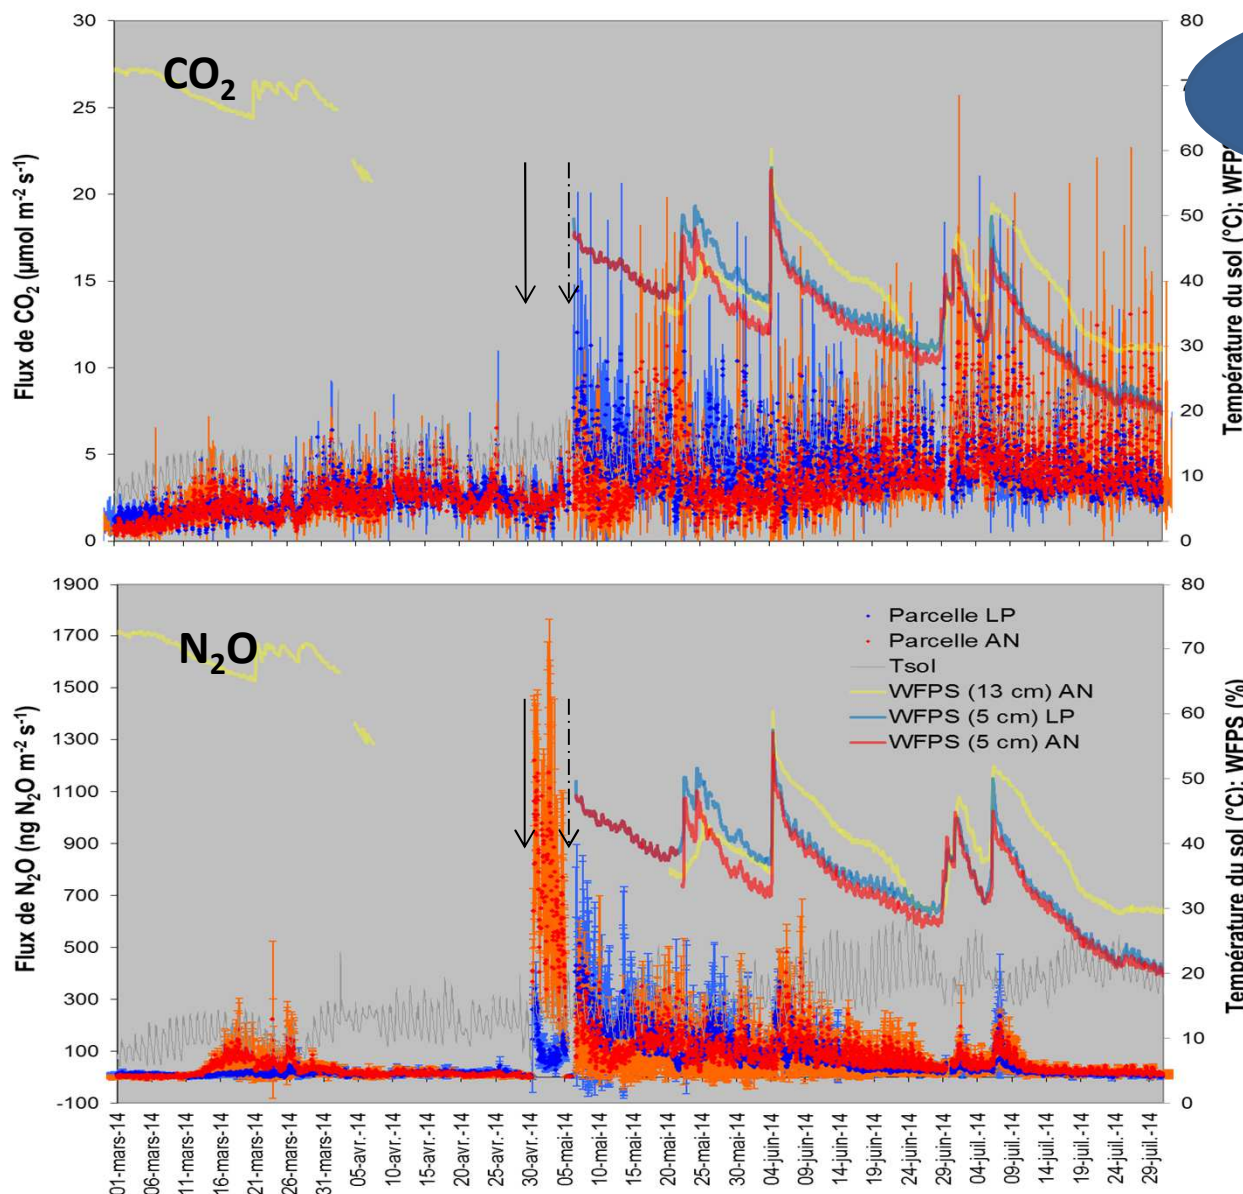 CO₂
Flux de CO₂ (µmol m⁻² s⁻¹)
30
25
20
15
10
5
0
80
60
50
40
30
20
10
0
Température du sol (°C); WFPS
N₂O
Flux de N₂O (ng N₂O m⁻² s⁻¹)
1900
1700
1500
1300
1100
900
700
500
300
100
-100
Parcelle LP
Parcelle AN
Tsol
WFPS (13 cm) AN
WFPS (5 cm) LP
WFPS (5 cm) AN
80
70
60
50
40
30
20
10
0
Température du sol (°C); WFPS (%)
01-mars-14
06-mars-14
11-mars-14
16-mars-14
21-mars-14
26-mars-14
31-mars-14
05-avr.-14
10-avr.-14
15-avr.-14
20-avr.-14
25-avr.-14
30-avr.-14
05-mai-14
10-mai-14
15-mai-14
20-mai-14
25-mai-14
30-mai-14
04-juin-14
09-juin-14
14-juin-14
19-juin-14
24-juin-14
29-juin-14
04-juil.-14
09-juil.-14
14-juil.-14
19-juil.-14
24-juil.-14
29-juil.-14